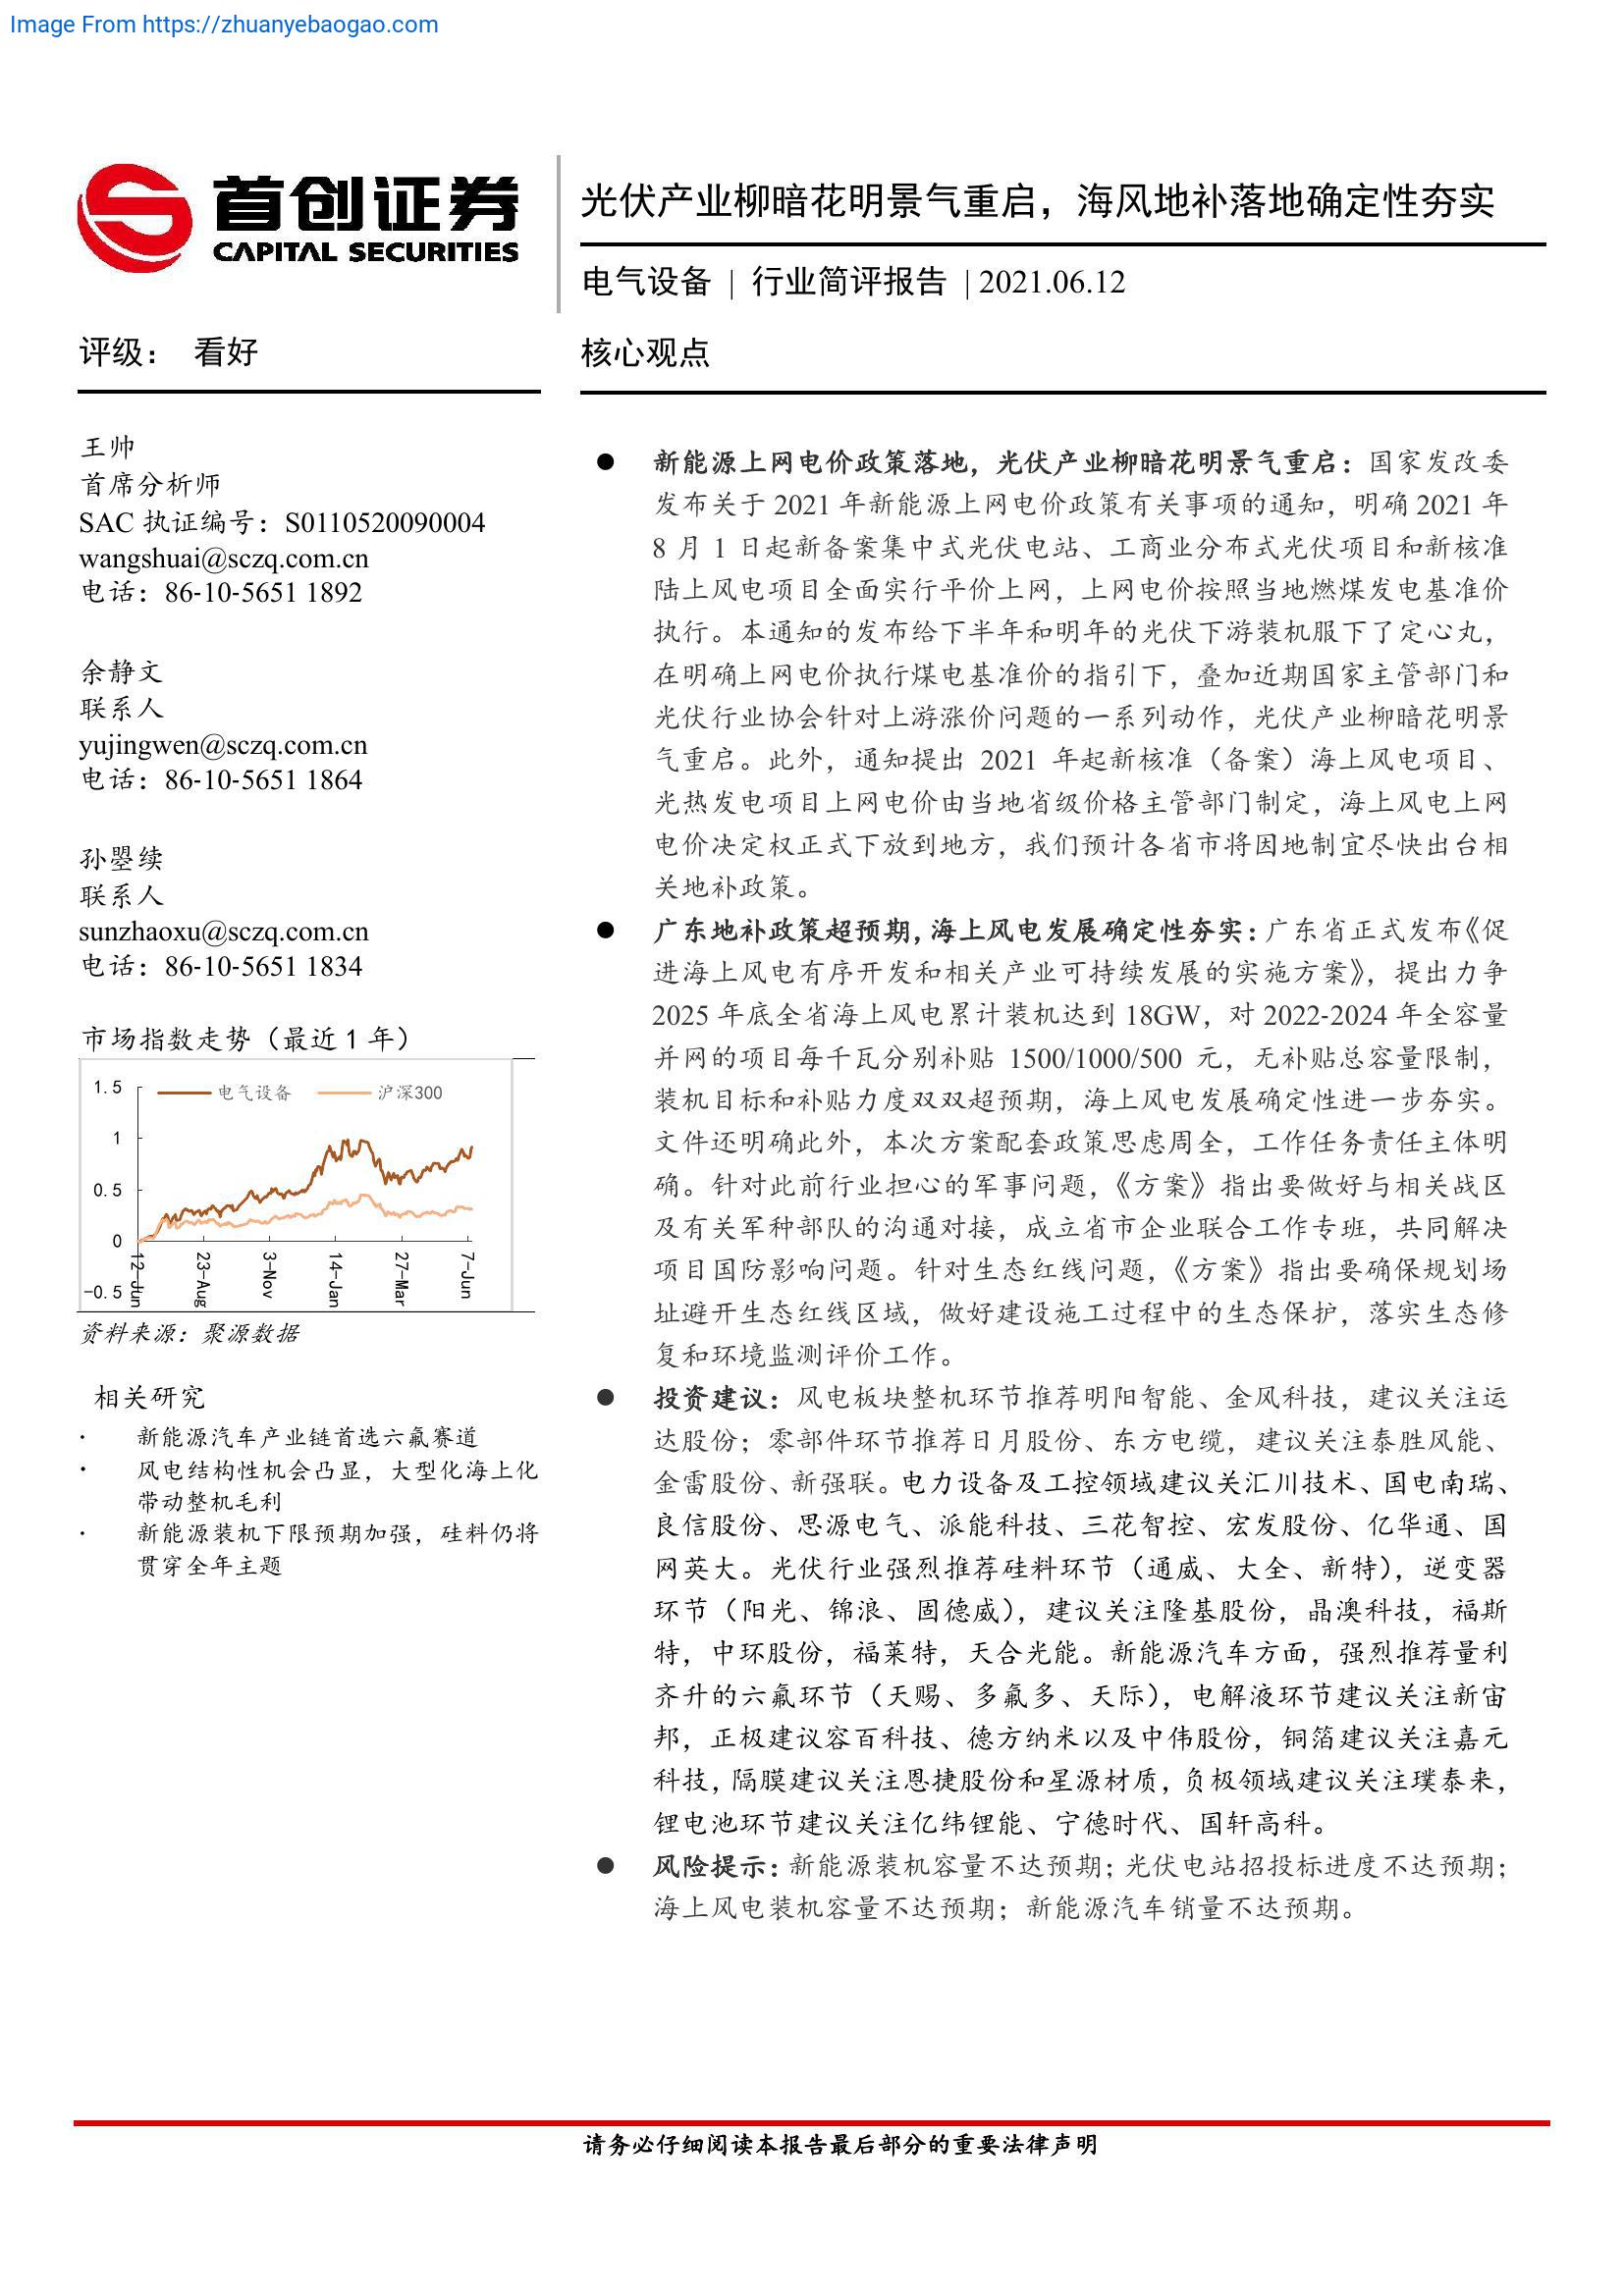 Image From https://zhuanyebaogao.com
首创证券
CAPITAL SECURITIES
光伏产业柳暗花明景气重启，海风地补落地确定性夯实
电气设备 | 行业简评报告 | 2021.06.12
评级： 看好
王帅
首席分析师
SAC 执证编号：S0110520090004
wangshuai@sczq.com.cn
电话：86-10-5651 1892
余静文
联系人
yujingwen@sczq.com.cn
电话：86-10-5651 1864
孙曌续
联系人
sunzhaoxu@sczq.com.cn
电话：86-10-5651 1834
市场指数走势（最近 1 年）
电气设备 沪深300
1.5
1
0.5
0
-0.5
12-Jun 23-Aug 3-Nov 14-Jan 27-Mar 7-Jun
资料来源：聚源数据
相关研究
· 新能源汽车产业链首选六氟赛道
· 风电结构性机会凸显，大型化海上化
带动整机毛利
· 新能源装机下限预期加强，硅料仍将
贯穿全年主题
核心观点
● 新能源上网电价政策落地，光伏产业柳暗花明景气重启：国家发改委
发布关于 2021 年新能源上网电价政策有关事项的通知，明确 2021 年
8 月 1 日起新备案集中式光伏电站、工商业分布式光伏项目和新核准
陆上风电项目全面实行平价上网，上网电价按照当地燃煤发电基准价
执行。本通知的发布给下半年和明年的光伏下游装机服下了定心丸，
在明确上网电价执行煤电基准价的指引下，叠加近期国家主管部门和
光伏行业协会针对上游涨价问题的一系列动作，光伏产业柳暗花明景
气重启。此外，通知提出 2021 年起新核准（备案）海上风电项目、
光热发电项目上网电价由当地省级价格主管部门制定，海上风电上网
电价决定权正式下放到地方，我们预计各省市将因地制宜尽快出台相
关地补政策。
● 广东地补政策超预期，海上风电发展确定性夯实：广东省正式发布《促
进海上风电有序开发和相关产业可持续发展的实施方案》，提出力争
2025 年底全省海上风电累计装机达到 18GW，对 2022-2024 年全容量
并网的项目每千瓦分别补贴 1500/1000/500 元，无补贴总容量限制，
装机目标和补贴力度双双超预期，海上风电发展确定性进一步夯实。
文件还明确此外，本次方案配套政策思虑周全，工作任务责任主体明
确。针对此前行业担心的军事问题，《方案》指出要做好与相关战区
及有关军种部队的沟通对接，成立省市企业联合工作专班，共同解决
项目国防影响问题。针对生态红线问题，《方案》指出要确保规划场
址避开生态红线区域，做好建设施工过程中的生态保护，落实生态修
复和环境监测评价工作。
● 投资建议：风电板块整机环节推荐明阳智能、金风科技，建议关注运
达股份；零部件环节推荐日月股份、东方电缆，建议关注泰胜风能、
金雷股份、新强联。电力设备及工控领域建议关汇川技术、国电南瑞、
良信股份、思源电气、派能科技、三花智控、宏发股份、亿华通、国
网英大。光伏行业强烈推荐硅料环节（通威、大全、新特），逆变器
环节（阳光、锦浪、固德威），建议关注隆基股份，晶澳科技，福斯
特，中环股份，福莱特，天合光能。新能源汽车方面，强烈推荐量利
齐升的六氟环节（天赐、多氟多、天际），电解液环节建议关注新宙
邦，正极建议容百科技、德方纳米以及中伟股份，铜箔建议关注嘉元
科技，隔膜建议关注恩捷股份和星源材质，负极领域建议关注璞泰来，
锂电池环节建议关注亿纬锂能、宁德时代、国轩高科。
● 风险提示：新能源装机容量不达预期；光伏电站招投标进度不达预期；
海上风电装机容量不达预期；新能源汽车销量不达预期。
请务必仔细阅读本报告最后部分的重要法律声明